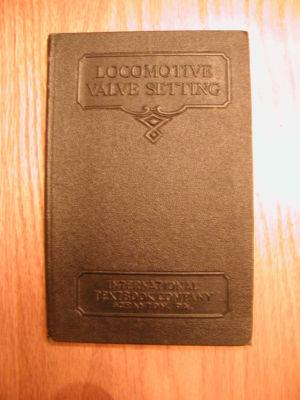 LOCOMOTIVE
VALVE SETTING
INTERNATIONAL
TEXTBOOK COMPANY
SCRANTON, PA.